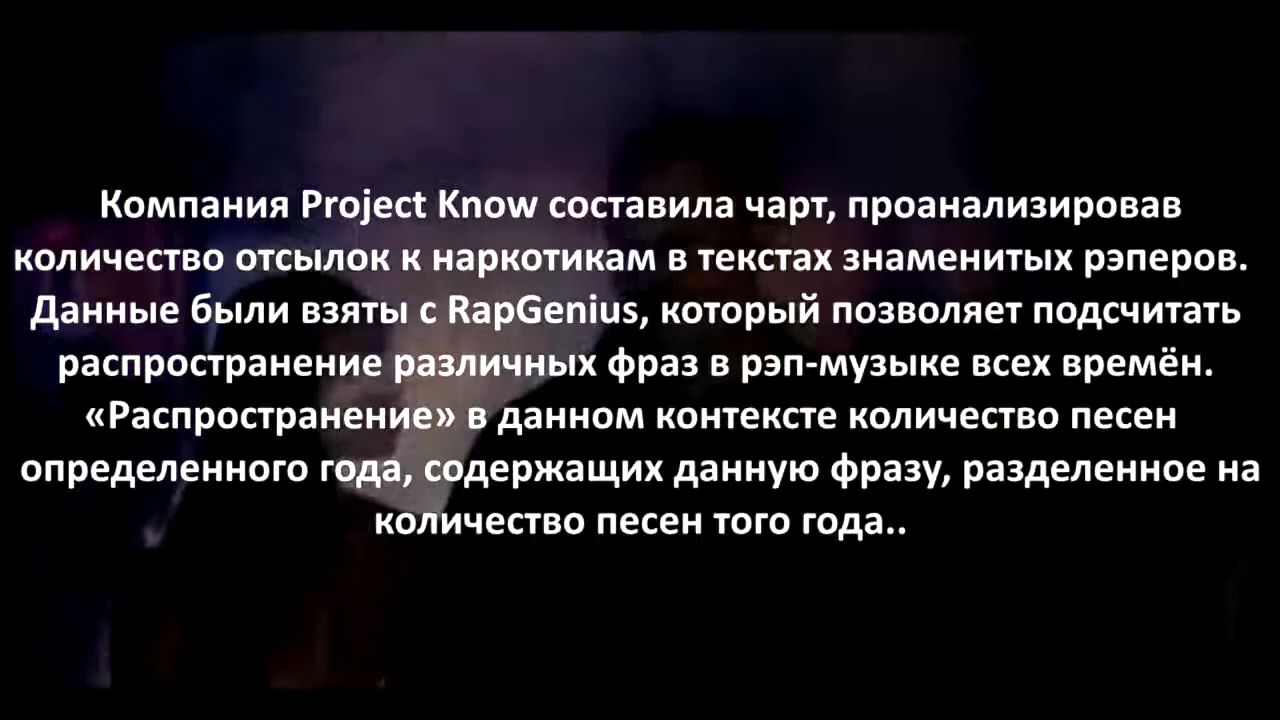 Компания Project Know составила чарт, проанализировав
количество отсылок к наркотикам в текстах знаменитых рэперов.
Данные были взяты с RapGenius, который позволяет подсчитать
распространение различных фраз в рэп-музыке всех времён.
«Распространение» в данном контексте количество песен
определенного года, содержащих данную фразу, разделенное на
количество песен того года..